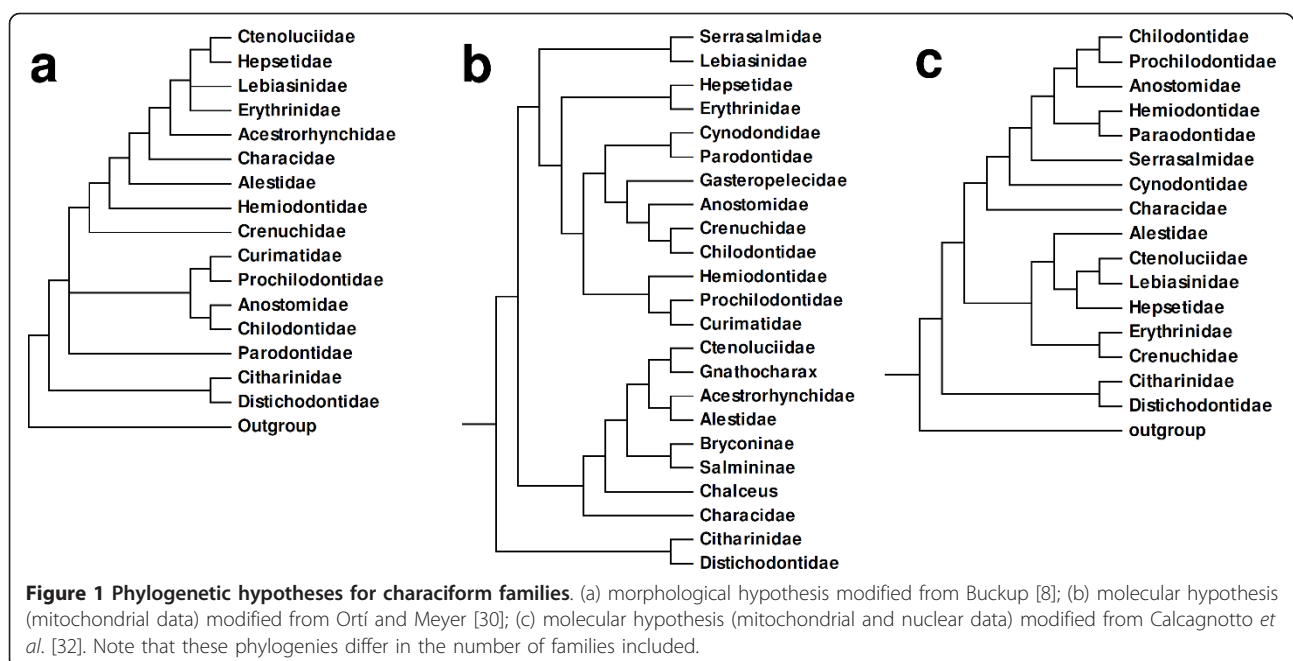 a
Ctenoluciidae
Hepsetidae
Lebiasinidae
Erythrinidae
Acestrorhynchidae
Characidae
Alestidae
Hemiodontidae
Crenuchidae
Curimatidae
Prochilodontidae
Anostomidae
Chilodontidae
Parodontidae
Citharinidae
Distichodontidae
Outgroup
b
Serrasalmidae
Lebiasinidae
Hepsetidae
Erythrinidae
Cynodondidae
Parodontidae
Gasteropelecidae
Anostomidae
Crenuchidae
Chilodontidae
Hemiodontidae
Prochilodontidae
Curimatidae
Ctenoluciidae
Gnathocharax
Acestrorhynchidae
Alestidae
Bryconinae
Salmininae
Chalceus
Characidae
Citharinidae
Distichodontidae
c
Chilodontidae
Prochilodontidae
Anostomidae
Hemiodontidae
Paraodontidae
Serrasalmidae
Cynodontidae
Characidae
Alestidae
Ctenoluciidae
Lebiasinidae
Hepsetidae
Erythrinidae
Crenuchidae
Citharinidae
Distichodontidae
outgroup
Figure 1 Phylogenetic hypotheses for characiform families. (a) morphological hypothesis modified from Buckup [8]; (b) molecular hypothesis
(mitochondrial data) modified from Ortí and Meyer [30]; (c) molecular hypothesis (mitochondrial and nuclear data) modified from Calcagnotto et
al. [32]. Note that these phylogenies differ in the number of families included.